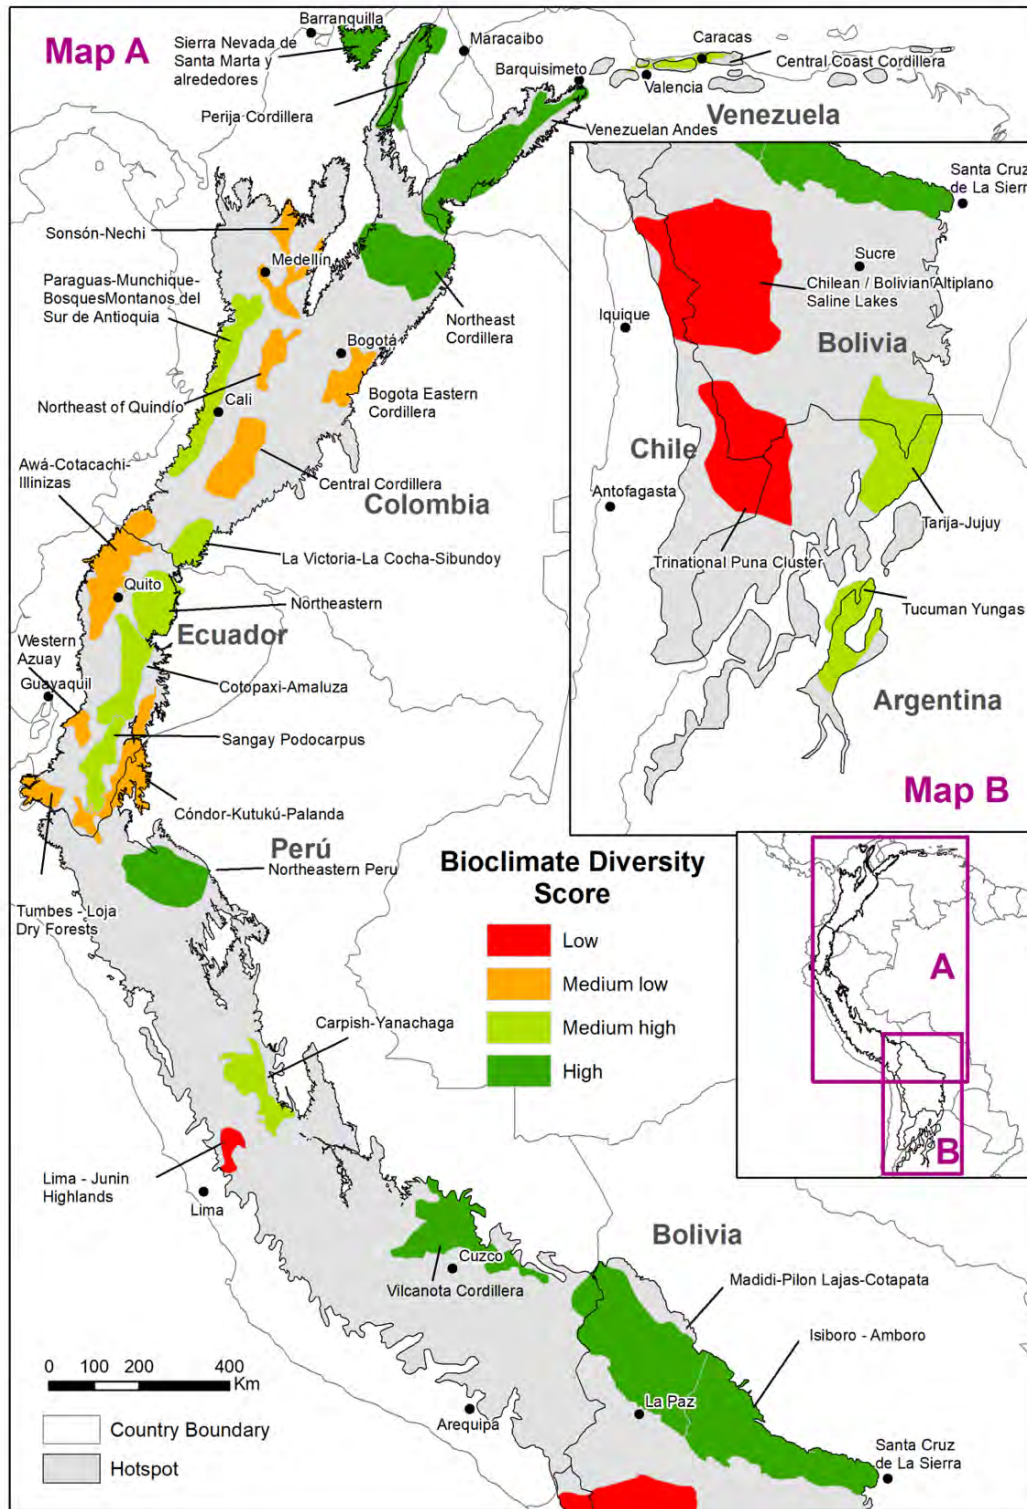 Map A
Barranquilla
Sierra Nevada de
Santa Marta y
alrededores
Maracaibo
Caracas
Central Coast Cordillera
Barquisimeto
Valencia
Perija Cordillera
Venezuela
Venezuelan Andes
Sonsón-Nechi
Medellín
Paraguas-Munchique-
BosquesMontanos del
Sur de Antioquia
Northeast
Cordillera
Bogotá
Bogota Eastern
Cordillera
Northeast of Quindío
Cali
Awá-Cotacachi-
Illinizas
Central Cordillera
Colombia
La Victoria-La Cocha-Sibundoy
Quito
Northeastern
Ecuador
Western
Azuay
Guayaquil
Cotopaxi-Amaluza
Sangay Podocarpus
Cóndor-Kutukú-Palanda
Perú
Northeastern Peru
Tumbes - Loja
Dry Forests
Carpish-Yanachaga
Lima - Junin
Highlands
Lima
Cuzco
Vilcanota Cordillera
Bolivia
Madidi-Pilon Lajas-Cotapata
Isiboro - Amboro
La Paz
Arequipa
Santa Cruz
de La Sierra
Santa Cruz
de La Sierra
Sucre
Chilean / Bolivian Altiplano
Saline Lakes
Iquique
Bolivia
Chile
Antofagasta
Tarija-Jujuy
Trinational Puna Cluster
Tucuman Yungas
Argentina
Map B
Bioclimate Diversity
Score
Low
Medium low
Medium high
High
A
B
0 100 200 400
Km
Country Boundary
Hotspot